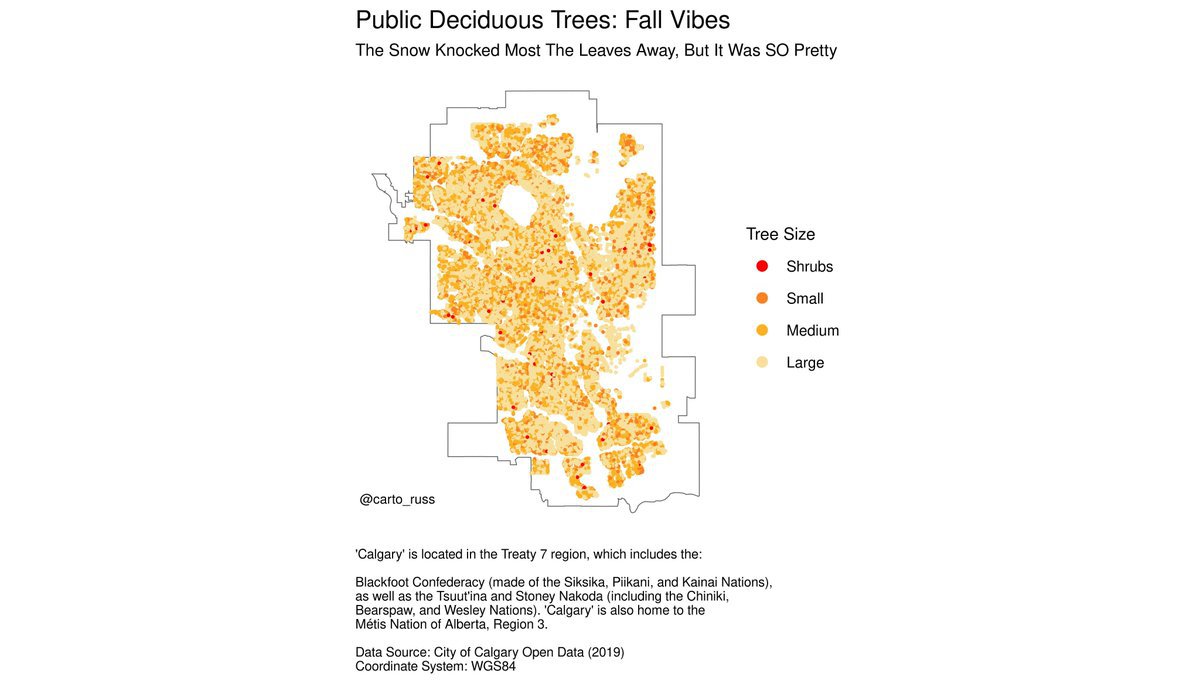 Public Deciduous Trees: Fall Vibes
The Snow Knocked Most The Leaves Away, But It Was SO Pretty
Tree Size
Shrubs
Small
Medium
Large
@carto_russ
'Calgary' is located in the Treaty 7 region, which includes the:
Blackfoot Confederacy (made of the Siksika, Piikani, and Kainai Nations),
as well as the Tsuut'ina and Stoney Nakoda (including the Chiniki,
Bearspaw, and Wesley Nations). 'Calgary' is also home to the
Métis Nation of Alberta, Region 3.
Data Source: City of Calgary Open Data (2019)
Coordinate System: WGS84